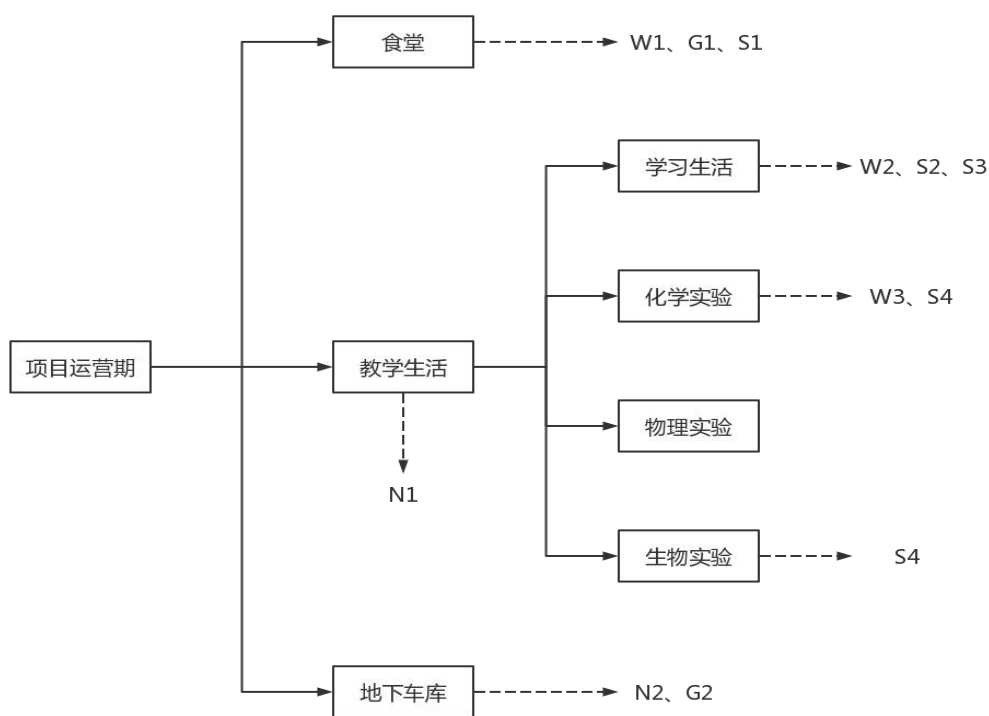 食堂
W1、G1、S1
学习生活
W2、S2、S3
化学实验
W3、S4
项目运营期
教学生活
物理实验
N1
生物实验
S4
地下车库
N2、G2